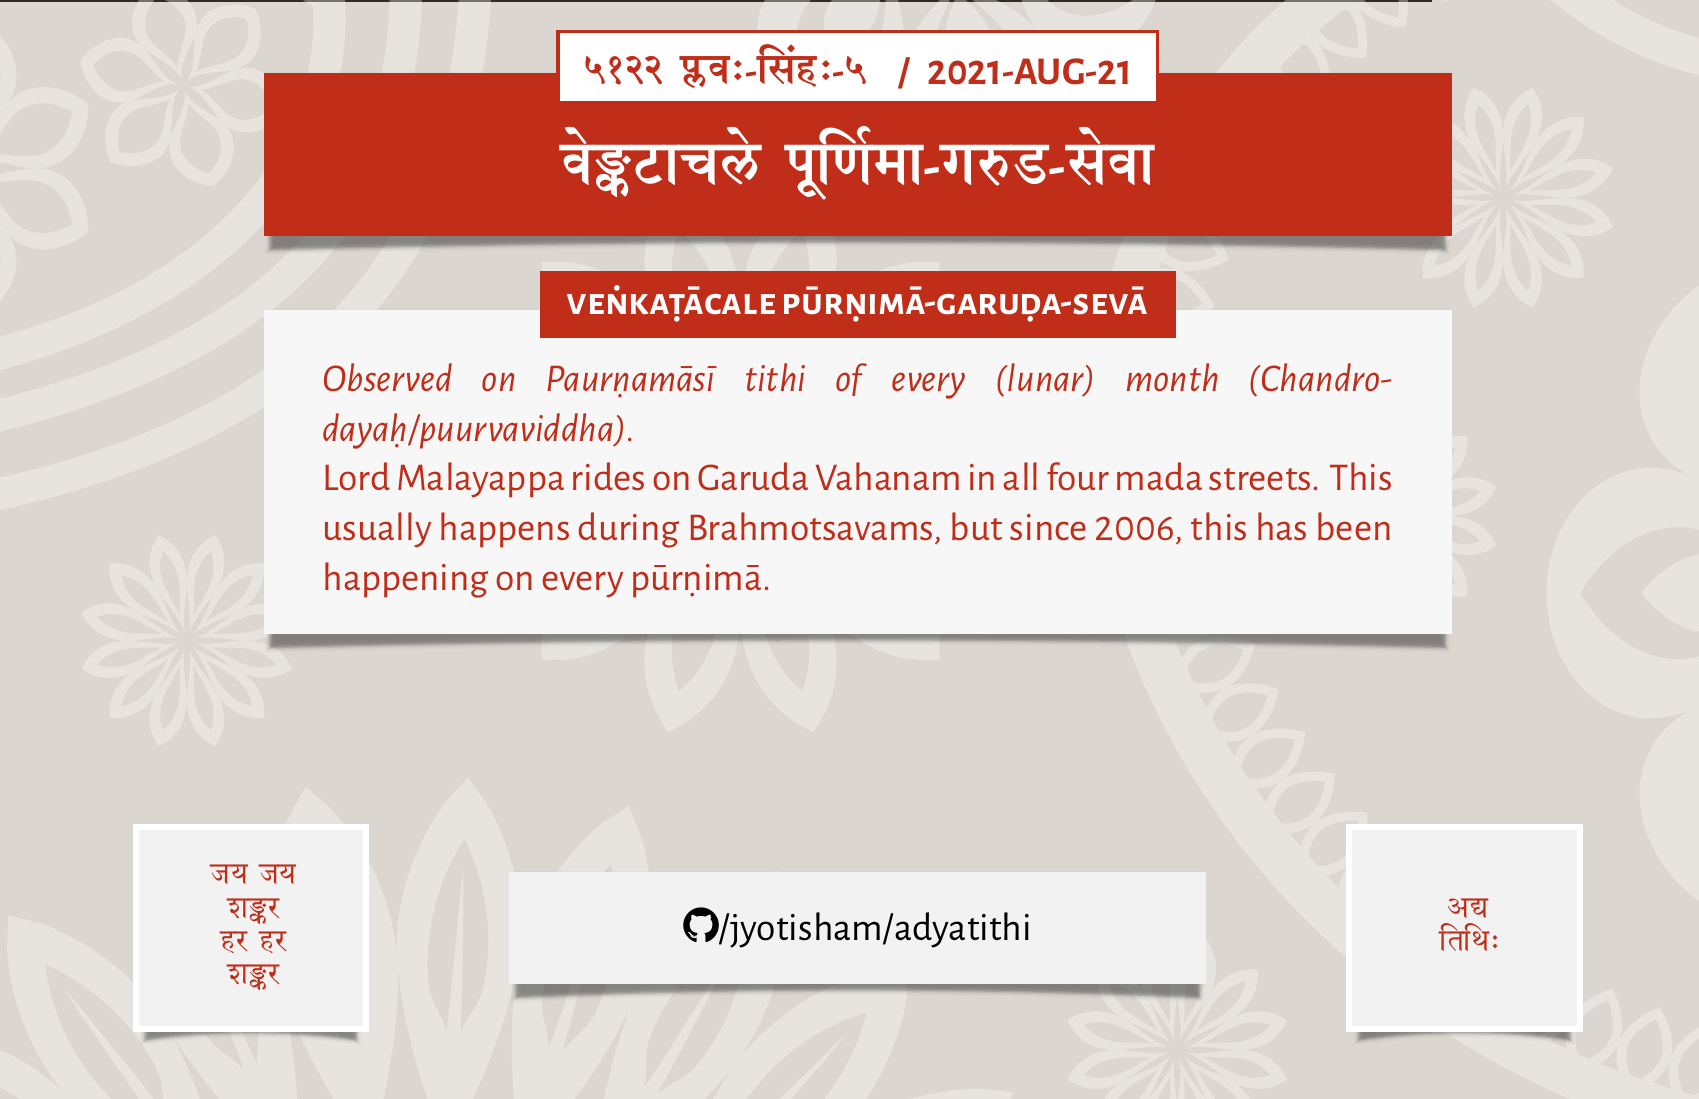 ५१२२ प्लवः-सिंहः-५ / 2021-AUG-21
वेङ्कटाचले पूर्णिमा-गरुड-सेवा
VEṄKAṬĀCALE PŪRṆIMĀ-GARUḌA-SEVĀ
Observed on Paurṇamāsī tithi of every (lunar) month (Chandro-
dayaḥ/puurvaviddha).
Lord Malayappa rides on Garuda Vahanam in all four mada streets. This
usually happens during Brahmotsavams, but since 2006, this has been
happening on every pūrṇimā.
जय जय
शङ्कर
हर हर
शङ्कर
/jyotisham/adyatithi
अद्य
तिथिः